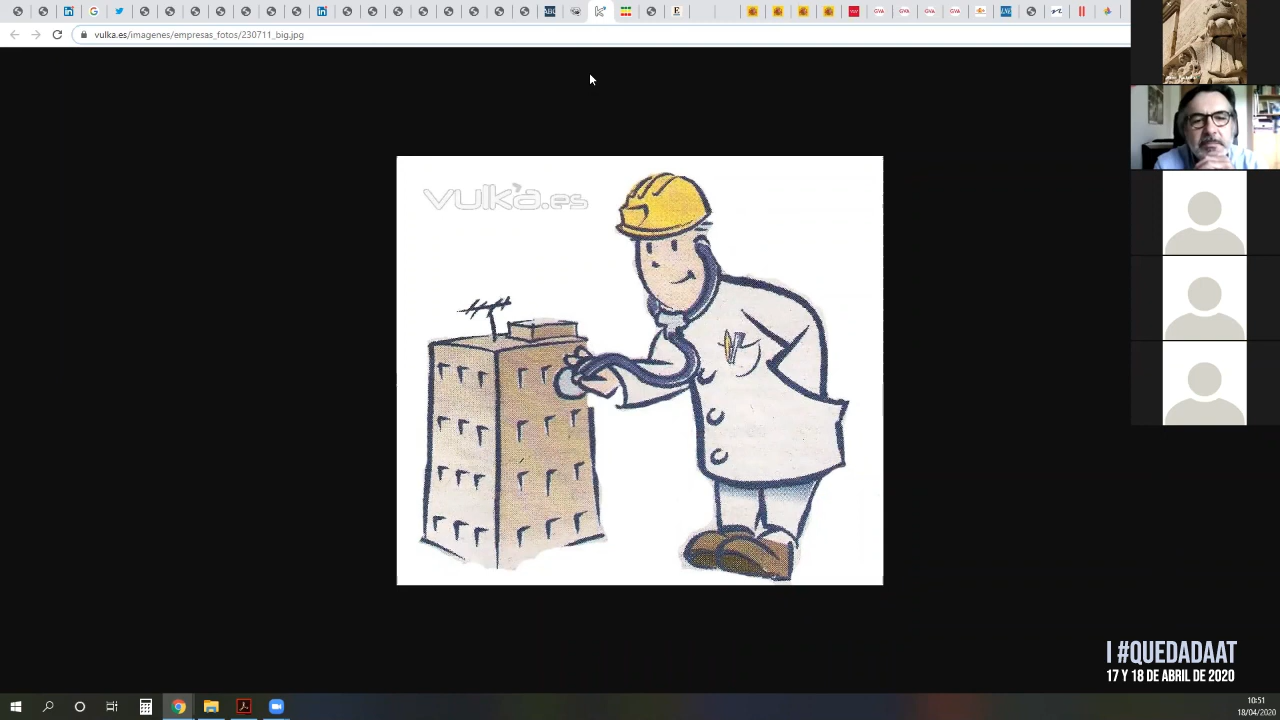 vulka.es/imagenes/empresas_fotos/230711_big.jpg
vulka.es
I #QUEDADAAT
17 Y 18 DE ABRIL DE 2020
10:51
18/04/2020